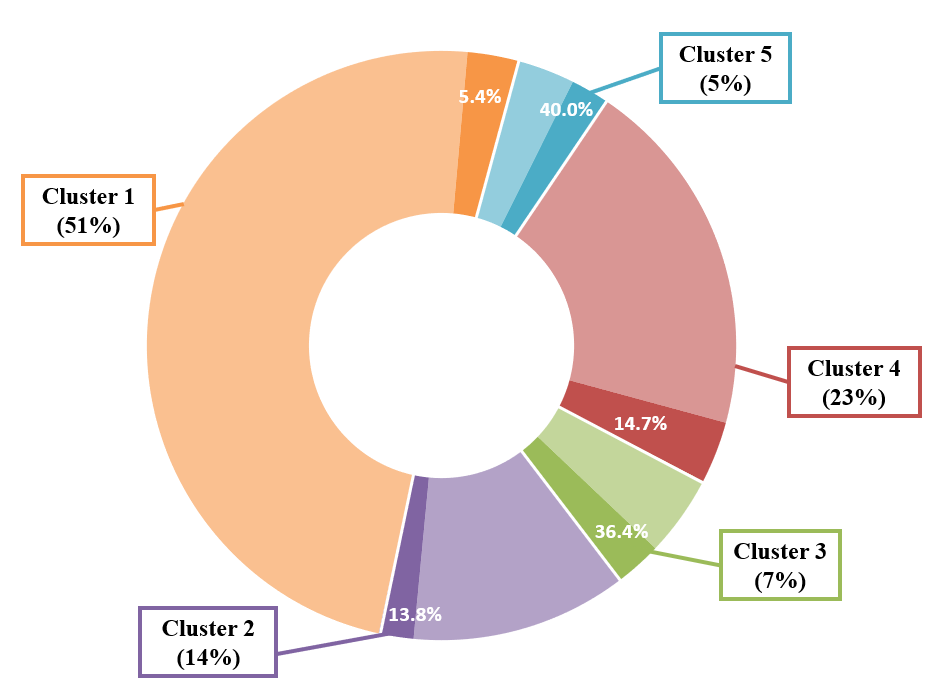 Cluster 5
(5%)
5.4%
40.0%
Cluster 1
(51%)
Cluster 4
(23%)
14.7%
36.4%
Cluster 3
(7%)
13.8%
Cluster 2
(14%)